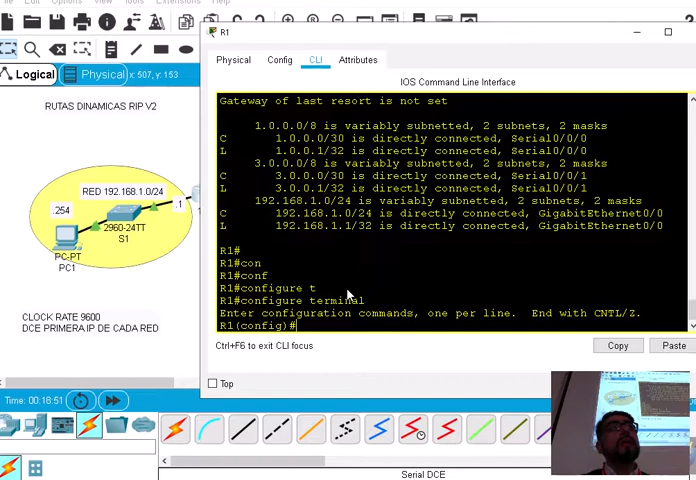 View
Tools
Extensions
R1
Logical
Physical
x: 507, y: 153
Physical
Config
CLI
Attributes
RUTAS DINAMICAS RIP V2
IOS Command Line Interface
Gateway of last resort is not set
1.0.0.0/8 is variably subnetted, 2 subnets, 2 masks
C 1.0.0.0/30 is directly connected, Serial0/0/0
L 1.0.0.1/32 is directly connected, Serial0/0/0
3.0.0.0/8 is variably subnetted, 2 subnets, 2 masks
C 3.0.0.0/30 is directly connected, Serial0/0/1
L 3.0.0.1/32 is directly connected, Serial0/0/1
192.168.1.0/24 is variably subnetted, 2 subnets, 2 masks
C 192.168.1.0/24 is directly connected, GigabitEthernet0/0
L 192.168.1.1/32 is directly connected, GigabitEthernet0/0
R1#
R1#con
R1#conf
R1#configure t
R1#configure terminal
Enter configuration commands, one per line. End with CNTL/Z.
R1(config)#
RED 192.168.1.0/24
.254
.1
2960-24TT
S1
PC-PT
PC1
CLOCK RATE 9600
DCE PRIMERA IP DE CADA RED
Ctrl+F6 to exit CLI focus
Copy
Paste
Top
Time: 00:18:51
Serial DCE